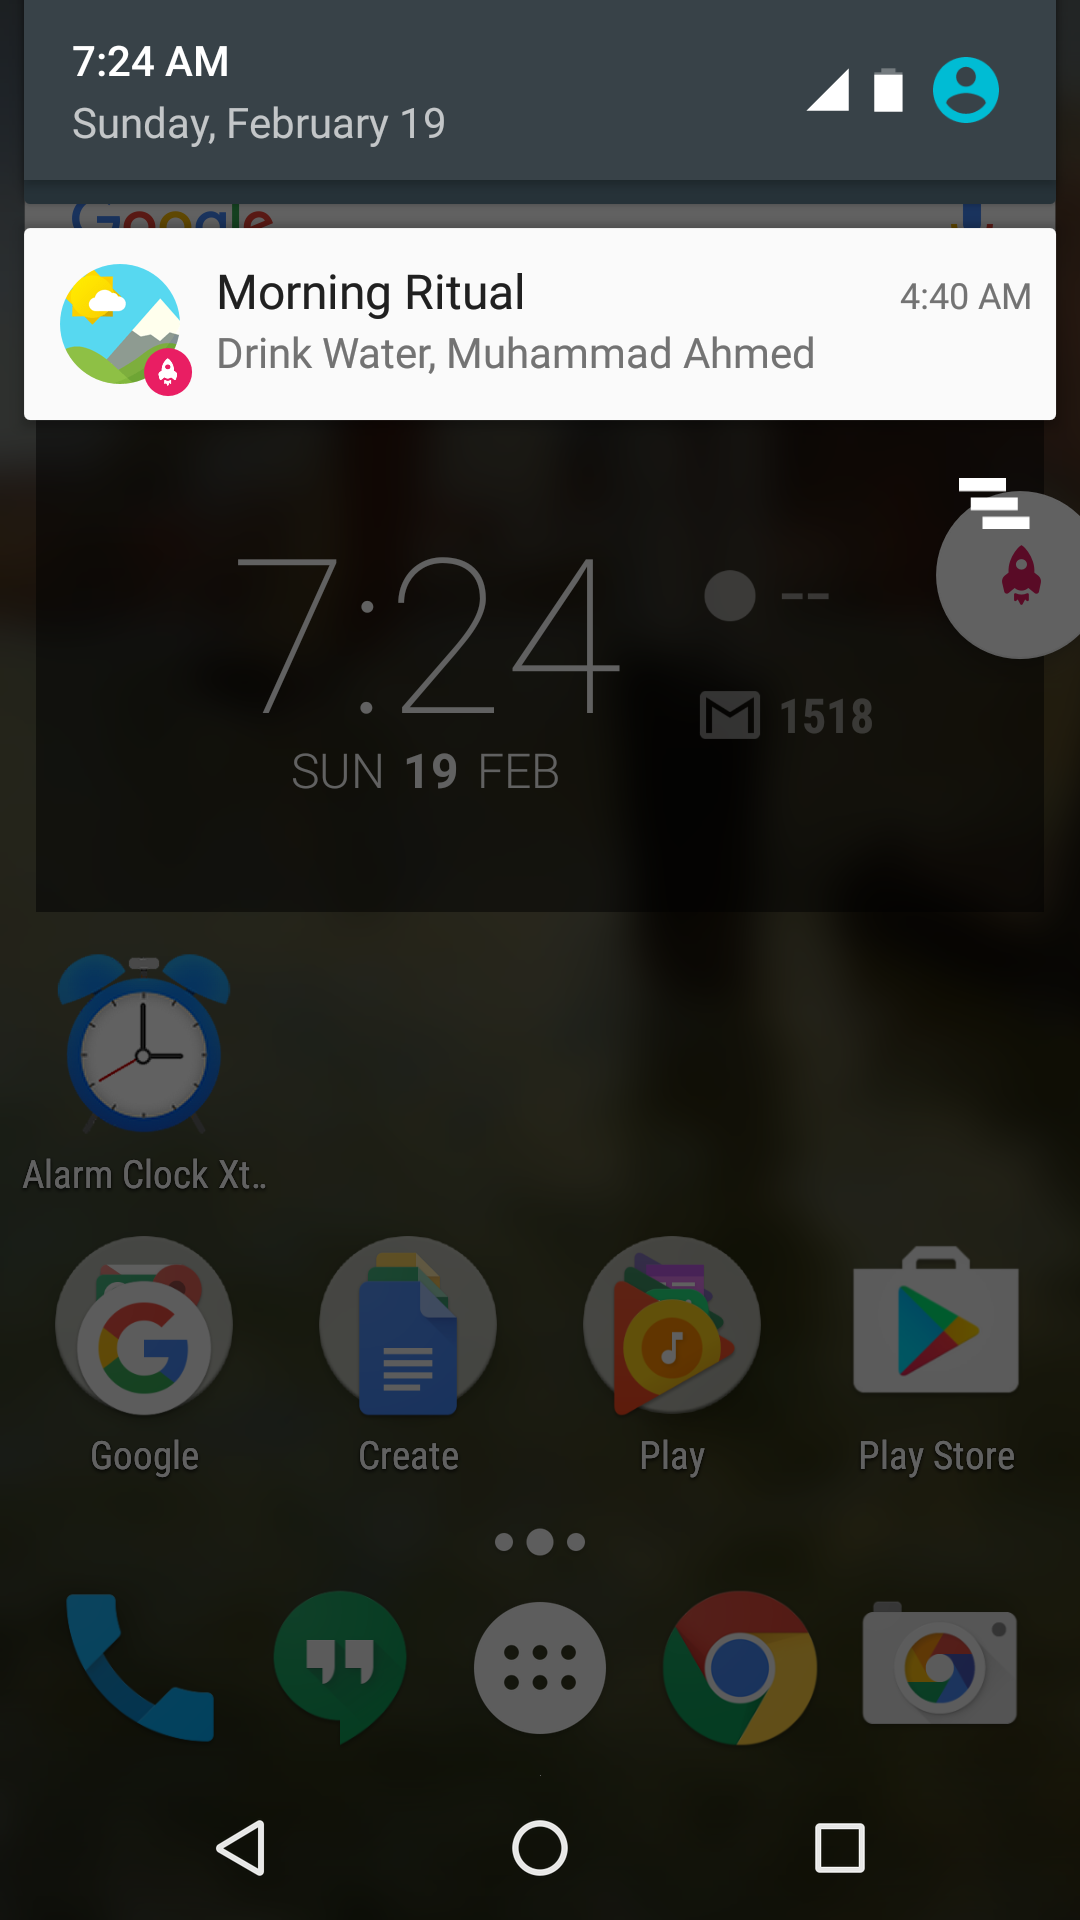 7:24 AM
Sunday, February 19
Google
Morning Ritual
4:40 AM
Drink Water, Muhammad Ahmed
7:24
--
1518
SUN 19 FEB
Alarm Clock Xt..
Google
Create
Play
Play Store